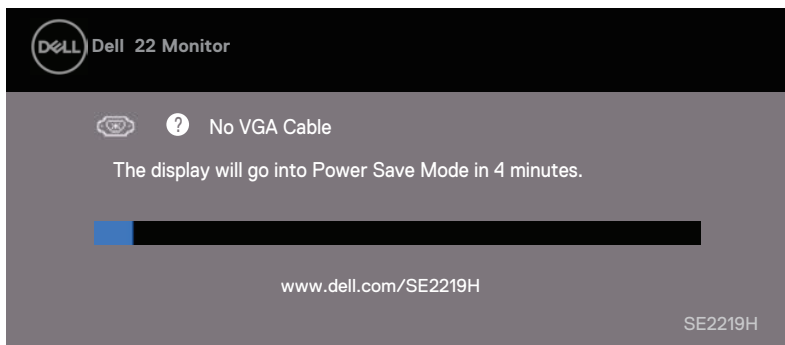 DELL Dell 22 Monitor
? No VGA Cable
The display will go into Power Save Mode in 4 minutes.
www.dell.com/SE2219H
SE2219H